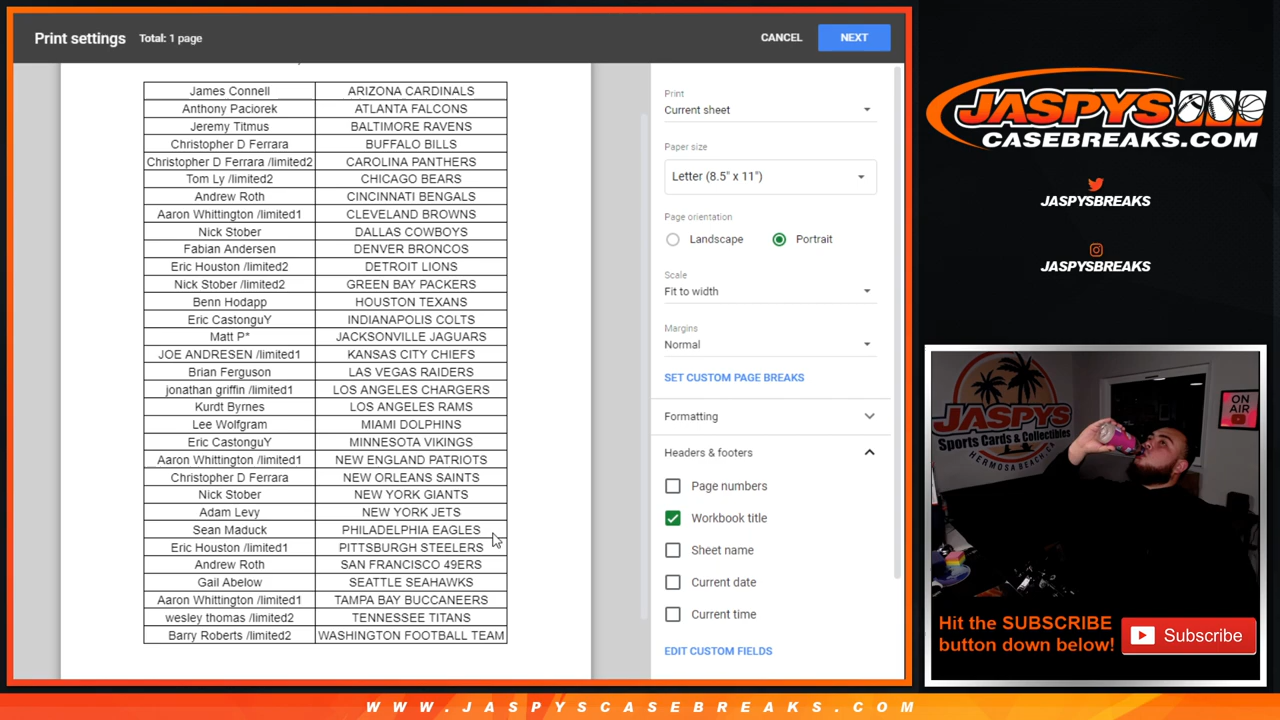 Print settings Total: 1 page
CANCEL NEXT
James Connell ARIZONA CARDINALS
Anthony Paciorek ATLANTA FALCONS
Jeremy Titmus BALTIMORE RAVENS
Christopher D Ferrara BUFFALO BILLS
Christopher D Ferrara /limited2 CAROLINA PANTHERS
Tom Ly /limited2 CHICAGO BEARS
Andrew Roth CINCINNATI BENGALS
Aaron Whittington /limited1 CLEVELAND BROWNS
Nick Stober DALLAS COWBOYS
Fabian Andersen DENVER BRONCOS
Eric Houston /limited2 DETROIT LIONS
Nick Stober /limited2 GREEN BAY PACKERS
Benn Hodapp HOUSTON TEXANS
Eric CastonguY INDIANAPOLIS COLTS
Matt P* JACKSONVILLE JAGUARS
JOE ANDRESEN /limited1 KANSAS CITY CHIEFS
Brian Ferguson LAS VEGAS RAIDERS
jonathan griffin /limited1 LOS ANGELES CHARGERS
Kurdt Byrnes LOS ANGELES RAMS
Lee Wolfgram MIAMI DOLPHINS
Eric CastonguY MINNESOTA VIKINGS
Aaron Whittington /limited1 NEW ENGLAND PATRIOTS
Christopher D Ferrara NEW ORLEANS SAINTS
Nick Stober NEW YORK GIANTS
Adam Levy NEW YORK JETS
Sean Maduck PHILADELPHIA EAGLES
Eric Houston /limited1 PITTSBURGH STEELERS
Andrew Roth SAN FRANCISCO 49ERS
Gail Abelow SEATTLE SEAHAWKS
Aaron Whittington /limited1 TAMPA BAY BUCCANEERS
wesley thomas /limited2 TENNESSEE TITANS
Barry Roberts /limited2 WASHINGTON FOOTBALL TEAM
Print
Current sheet
Paper size
Letter (8.5" x 11")
Page orientation
Landscape Portrait
Scale
Fit to width
Margins
Normal
SET CUSTOM PAGE BREAKS
Formatting
Headers & footers
Page numbers
Workbook title
Sheet name
Current date
Current time
EDIT CUSTOM FIELDS
JASPYS
CASEBREAKS.COM
JASPYSBREAKS
JASPYSBREAKS
JASPYS
Sports Cards & Collectibles
HERMOSA BEACH, CA
ON
AIR
Hit the SUBSCRIBE
button down below!
Subscribe
WWW.JASPYSCASEBREAKS.COM